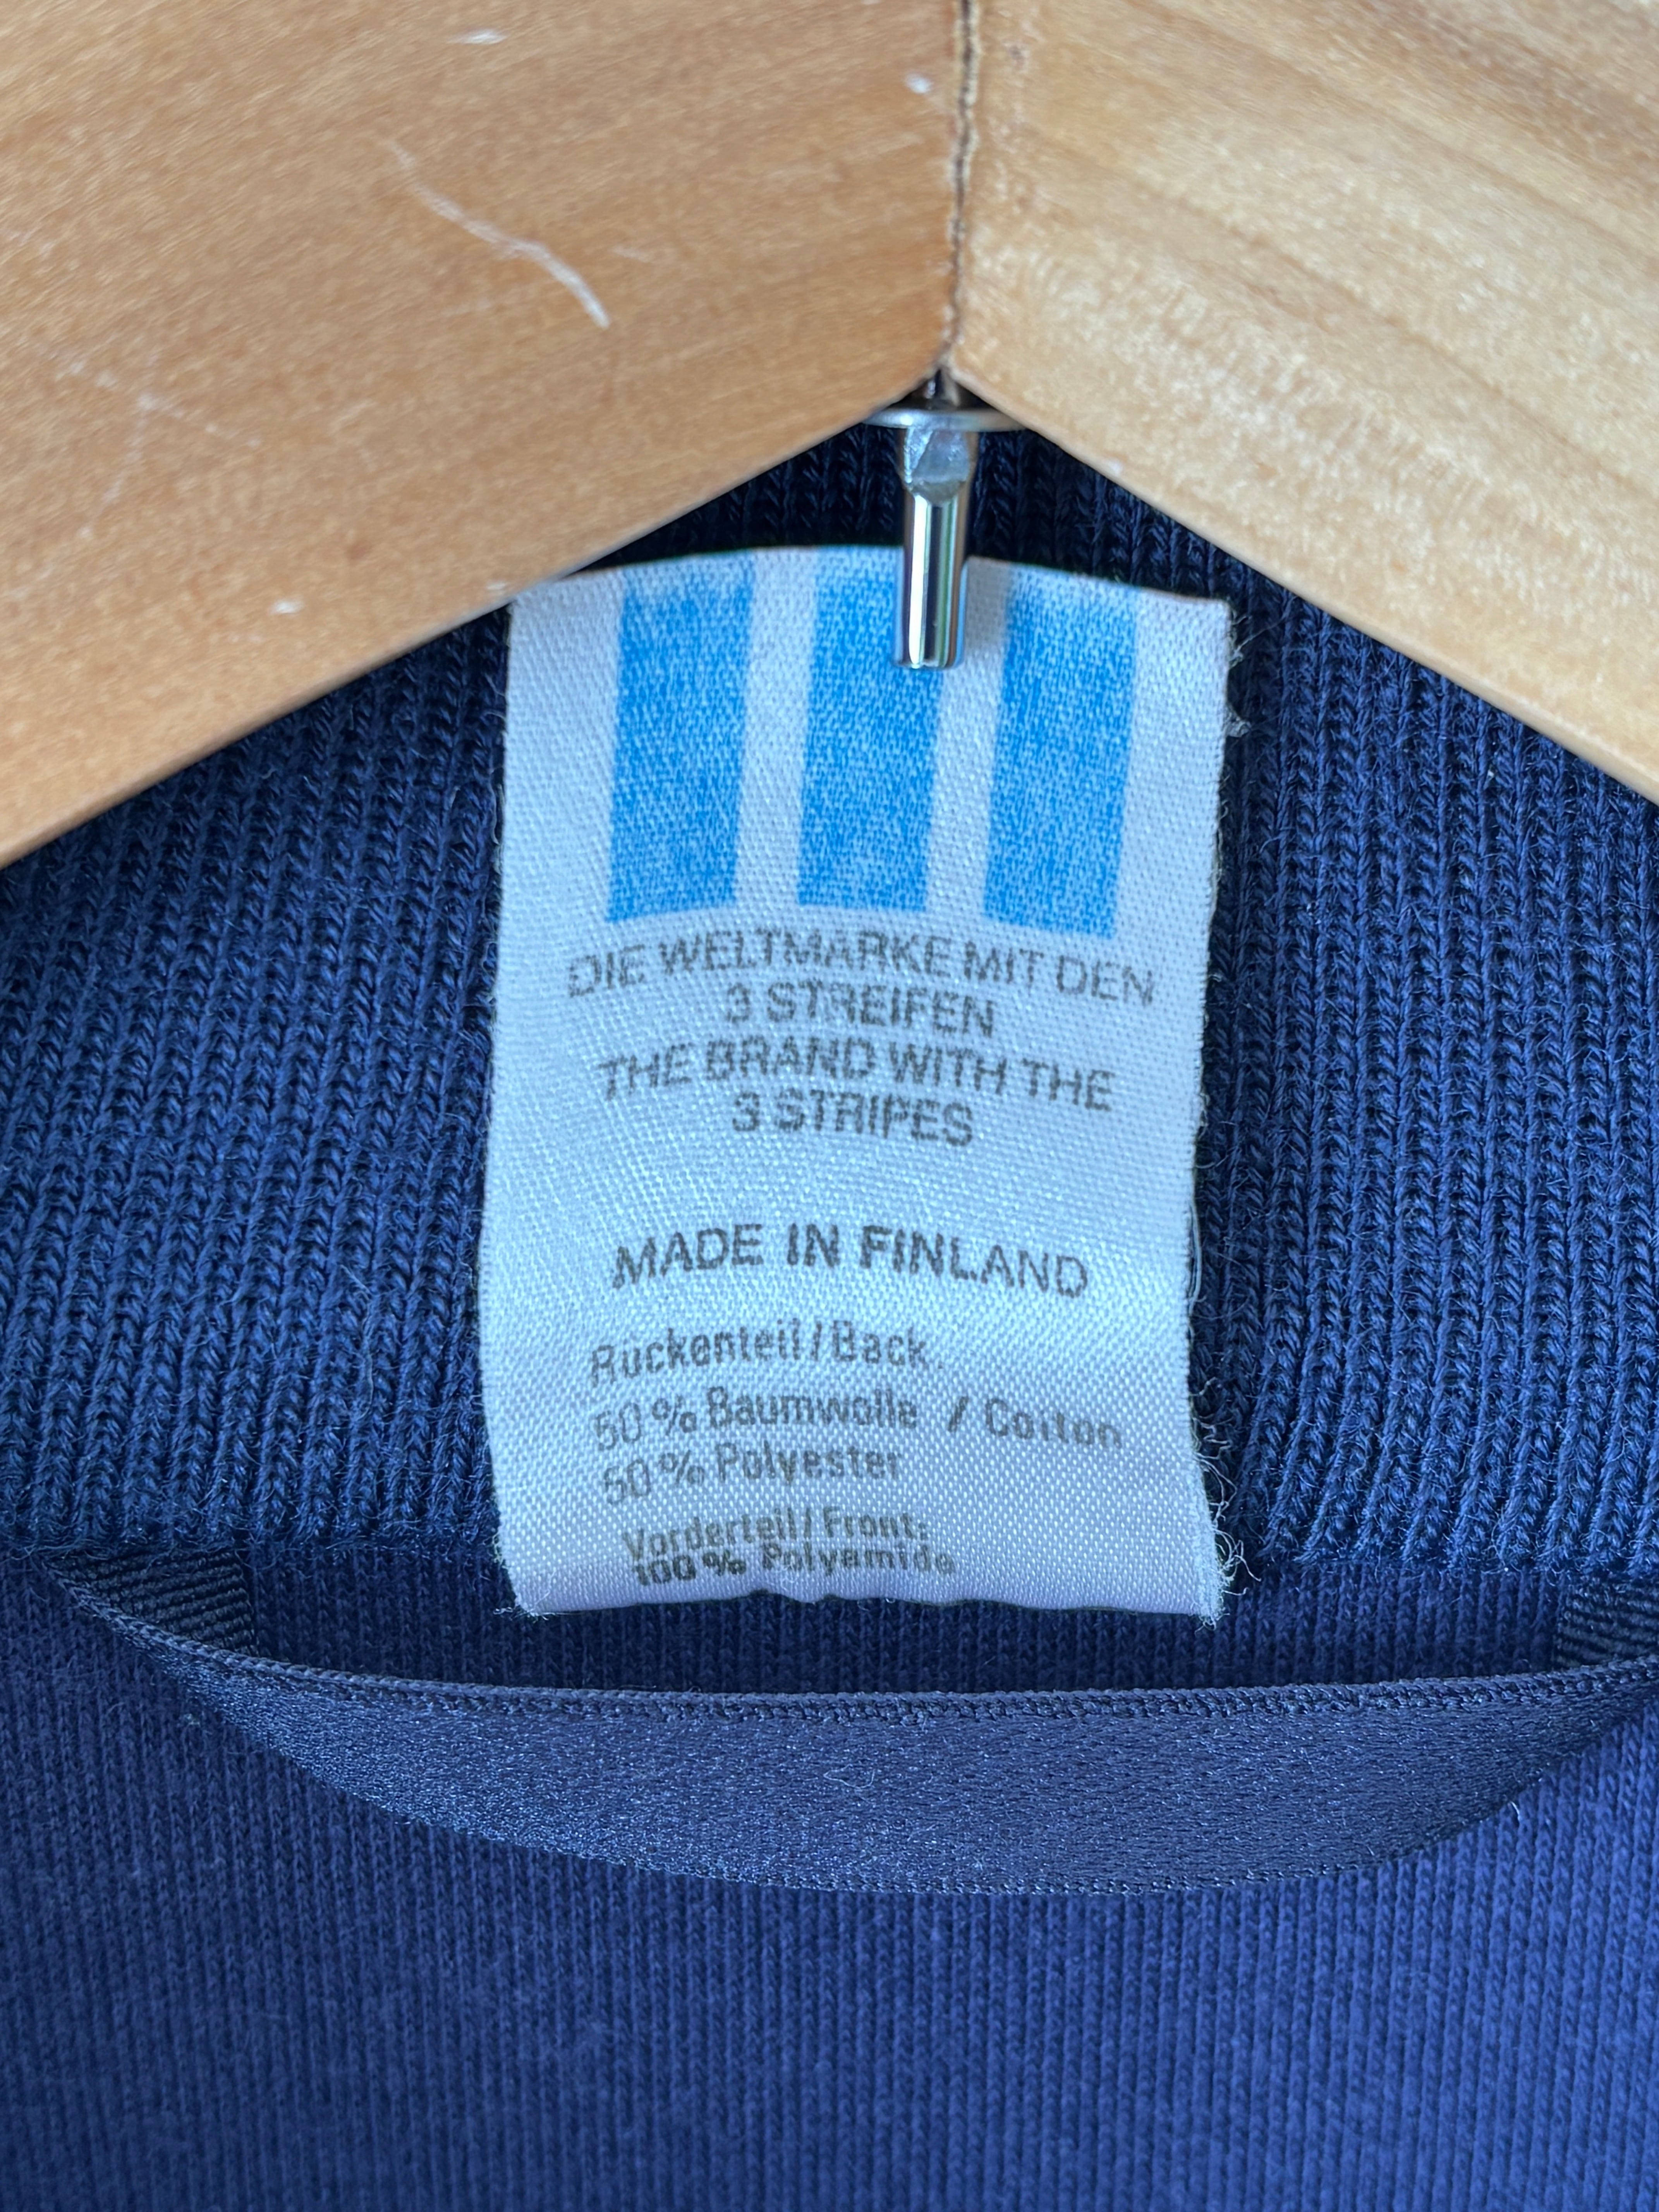 DIE WELTMARKE MIT DEN
3 STREIFEN
THE BRAND WITH THE
3 STRIPES
MADE IN FINLAND
Rückenteil/Back.
50% Baumwolle / Cotton
50% Polyester
Vorderteil/Front:
100% Polyamide